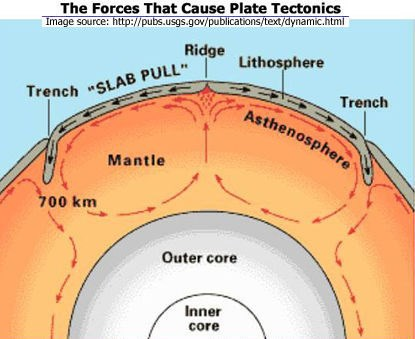 The Forces That Cause Plate Tectonics
Image source: http://pubs.usgs.gov/publications/text/dynamic.html
Ridge
Lithosphere
Trench
"SLAB PULL"
Trench
Asthenosphere
Mantle
700 km
Outer core
Inner
core